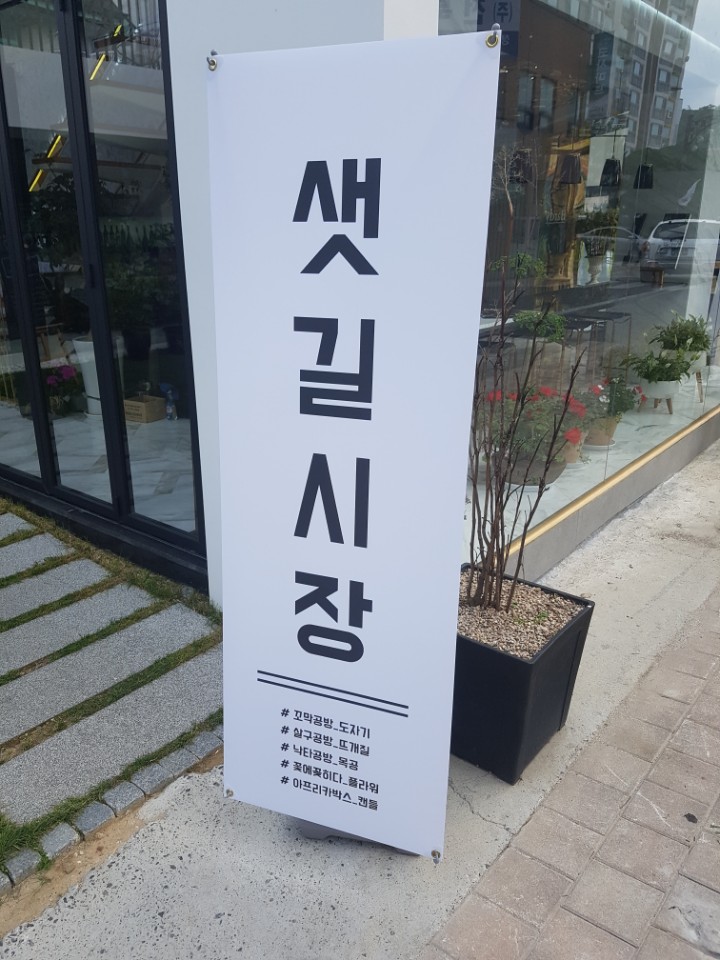 샛길시장
# 꼬막공방_도자기
# 살구공방_뜨개질
# 낙타공방_목공
# 꽃에꽃히다_플라워
# 아프리카박스_캔들